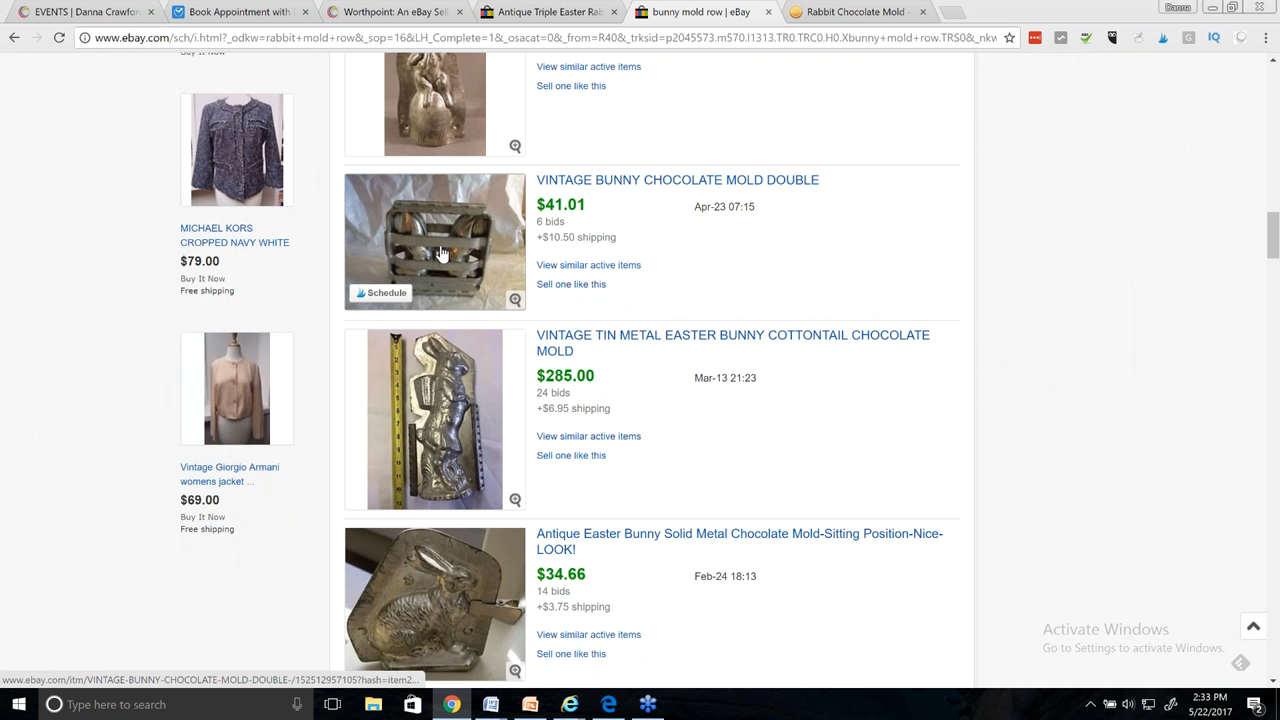 EVENTS | Danna Crawfor
Book Appointment with
Worthpoint: An eBay Sel
Antique Triple Easter Rab
bunny mold row | eBay
Rabbit Chocolate Mold -
Danna
www.ebay.com/sch/i.html?_odkw=rabbit+mold+row&_sop=16&LH_Complete=1&_osacat=0&_from=R40&_trksid=p2045573.m570.l1313.TR0.TRC0.H0.Xbunny+mold+row.TRS0&_nkw
Buy It Now
View similar active items
Sell one like this
MICHAEL KORS
CROPPED NAVY WHITE
$79.00
Buy It Now
Free shipping
Schedule
VINTAGE BUNNY CHOCOLATE MOLD DOUBLE
$41.01
Apr-23 07:15
6 bids
+$10.50 shipping
View similar active items
Sell one like this
Vintage Giorgio Armani
womens jacket ...
$69.00
Buy It Now
Free shipping
VINTAGE TIN METAL EASTER BUNNY COTTONTAIL CHOCOLATE
MOLD
$285.00
Mar-13 21:23
24 bids
+$6.95 shipping
View similar active items
Sell one like this
Antique Easter Bunny Solid Metal Chocolate Mold-Sitting Position-Nice-
LOOK!
$34.66
Feb-24 18:13
14 bids
+$3.75 shipping
View similar active items
Sell one like this
Activate Windows
Go to Settings to activate Windows.
www.ebay.com/itm/VINTAGE-BUNNY-CHOCOLATE-MOLD-DOUBLE-/152512957105?hash=item2...
Type here to search
2:33 PM
5/22/2017